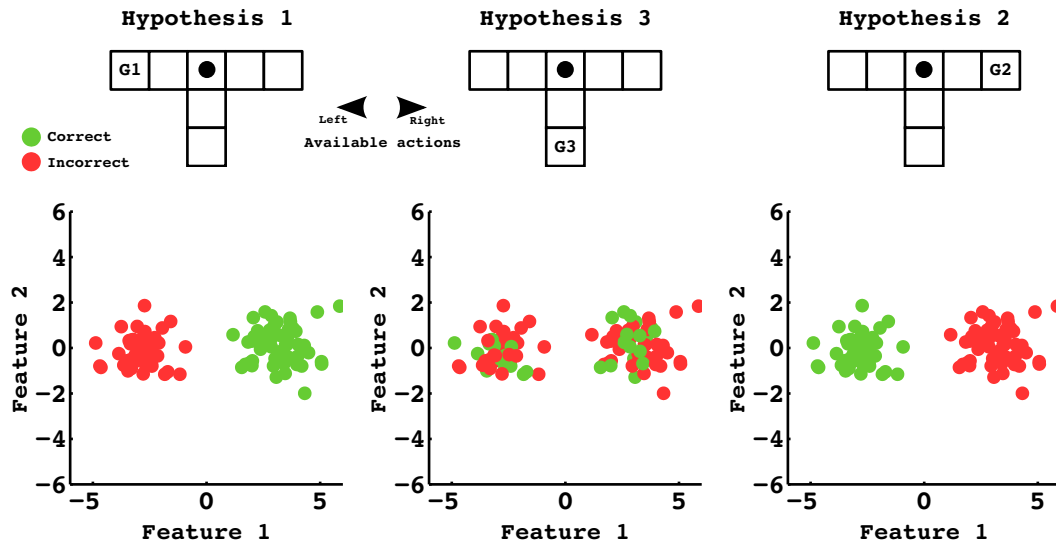 Hypothesis 1
Hypothesis 3
Hypothesis 2
G1
G2
Left
Right
Available actions
G3
Correct
Incorrect
6
4
2
0
−2
−4
−6
−5
0
5
Feature 1
Feature 2
6
4
2
0
−2
−4
−6
−5
0
5
Feature 1
Feature 2
6
4
2
0
−2
−4
−6
−5
0
5
Feature 1
Feature 2